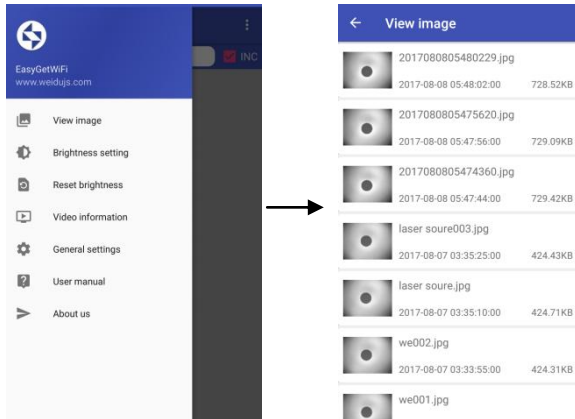 EasyGetWiFi
www.weidujs.com
INC
View image
Brightness setting
Reset brightness
Video information
General settings
User manual
About us
View image
2017080805480229.jpg
2017-08-08 05:48:02:00 728.52KB
2017080805475620.jpg
2017-08-08 05:47:56:00 729.09KB
2017080805474360.jpg
2017-08-08 05:47:44:00 729.42KB
laser soure003.jpg
2017-08-07 03:35:25:00 424.43KB
laser soure.jpg
2017-08-07 03:35:10:00 424.71KB
we002.jpg
2017-08-07 03:33:55:00 424.31KB
we001.jpg